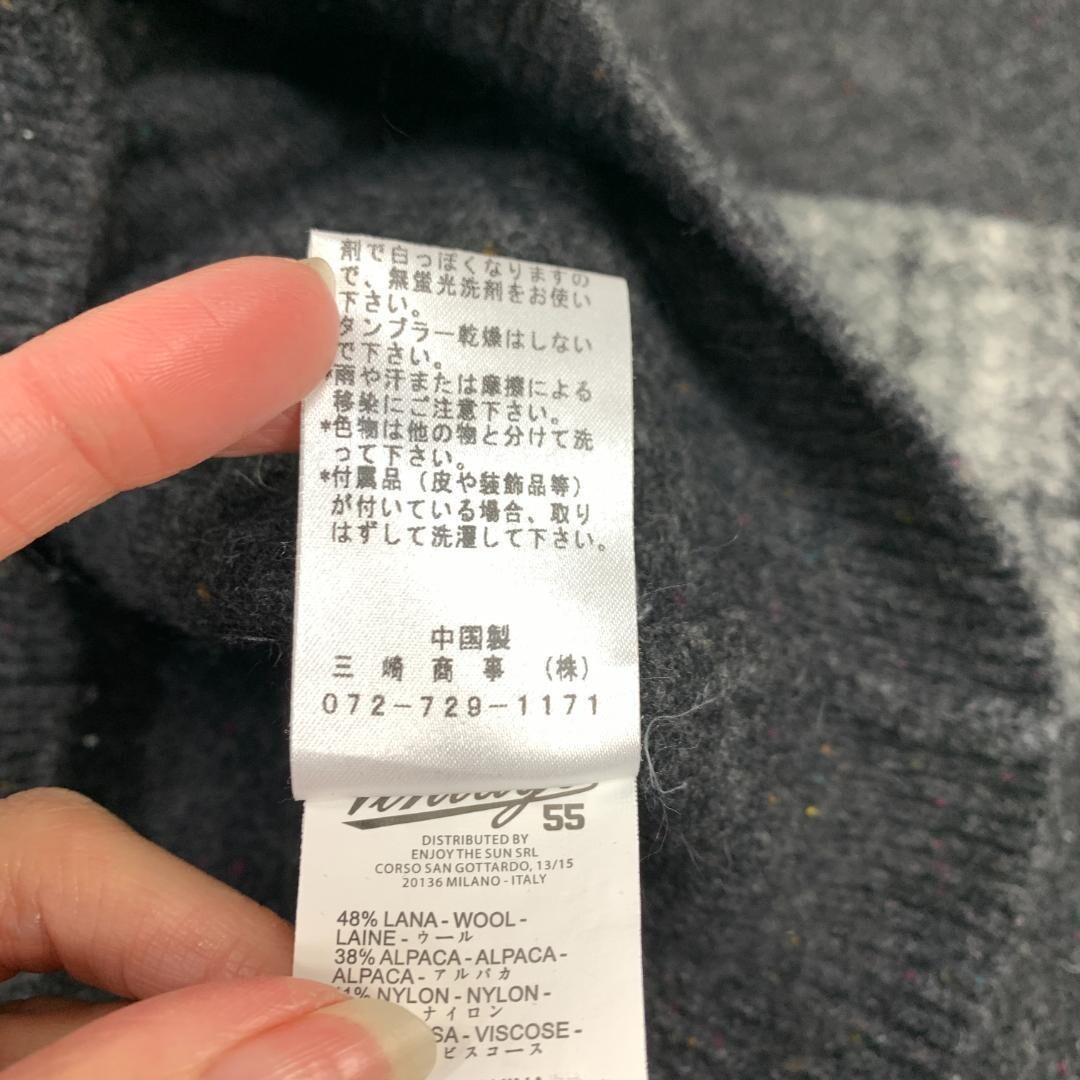 剤で白っぽくなりますの
で、無蛍光洗剤をお使い
下さい。
タンブラー乾燥はしない
で下さい。
*雨や汗または摩擦による
移染にご注意下さい。
*色物は他の物と分けて洗
って下さい。
*付属品（皮や装飾品等）
が付いている場合、取り
はずして洗濯して下さい。
中国製
三崎商事（株）
072-729-1171
55
DISTRIBUTED BY
ENJOY THE SUN SRL
CORSO SAN GOTTARDO, 13/15
20136 MILANO - ITALY
48% LANA - WOOL -
LAINE - ウール
38% ALPACA - ALPACA -
ALPACA - アルパカ
NYLON - NYLON -
ナイロン
- VISCOSE -
ビスコース